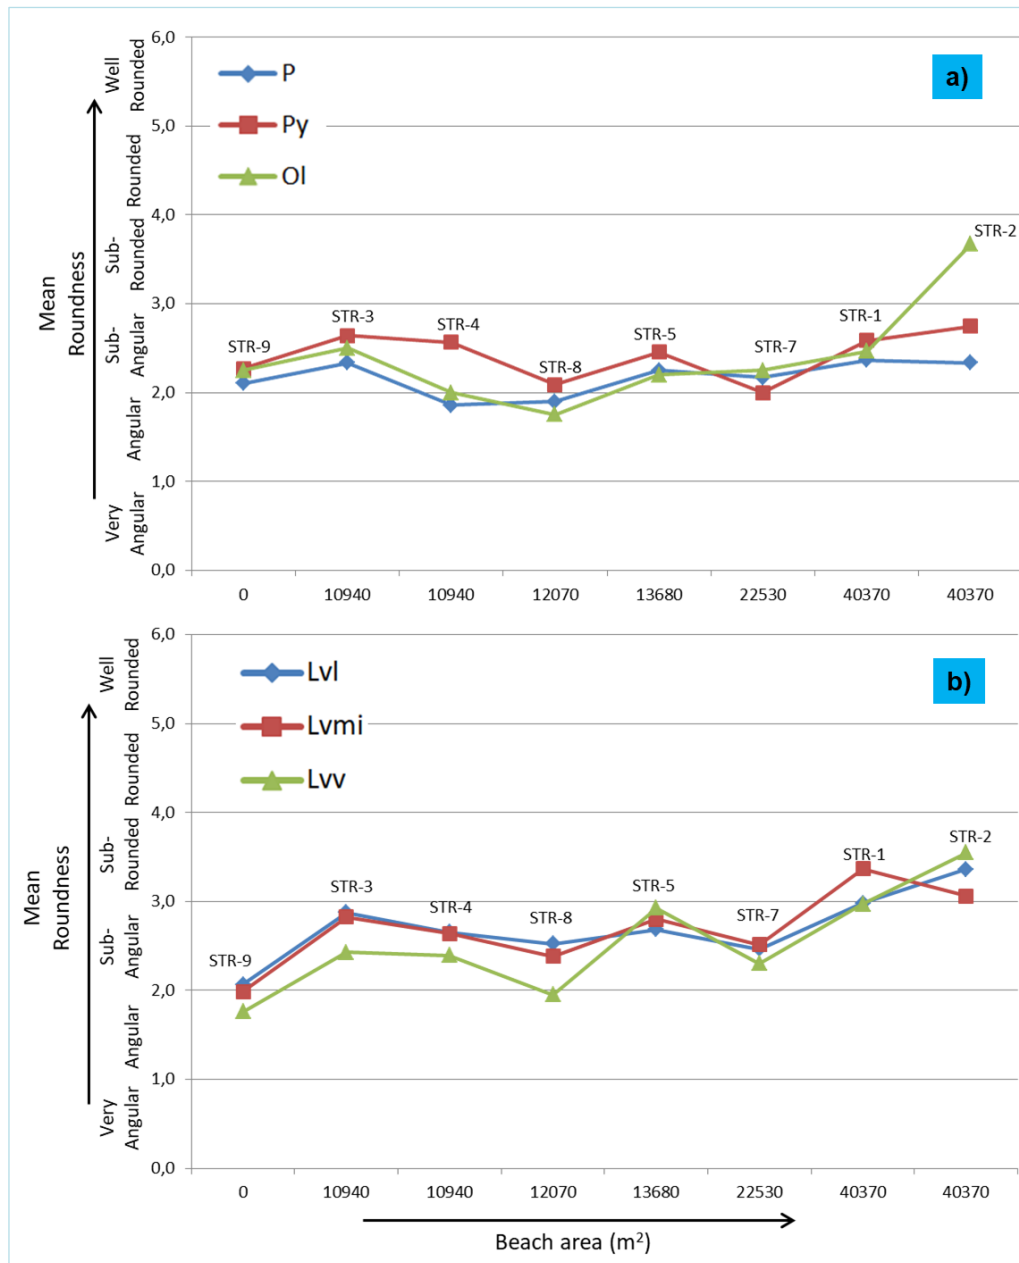 6,0
5,0
4,0
3,0
2,0
1,0
0,0
Well
Rounded
Rounded
Sub-
Rounded
Sub-
Angular
Angular
Very
Angular
Mean
Roundness
P
Py
Ol
a)
STR-9
STR-3
STR-4
STR-8
STR-5
STR-7
STR-1
STR-2
0 10940 10940 12070 13680 22530 40370 40370
6,0
5,0
4,0
3,0
2,0
1,0
0,0
Well
Rounded
Rounded
Sub-
Rounded
Sub-
Angular
Angular
Very
Angular
Mean
Roundness
Lvl
Lvmi
Lvv
b)
STR-9
STR-3
STR-4
STR-8
STR-5
STR-7
STR-1
STR-2
0 10940 10940 12070 13680 22530 40370 40370
Beach area (m²)